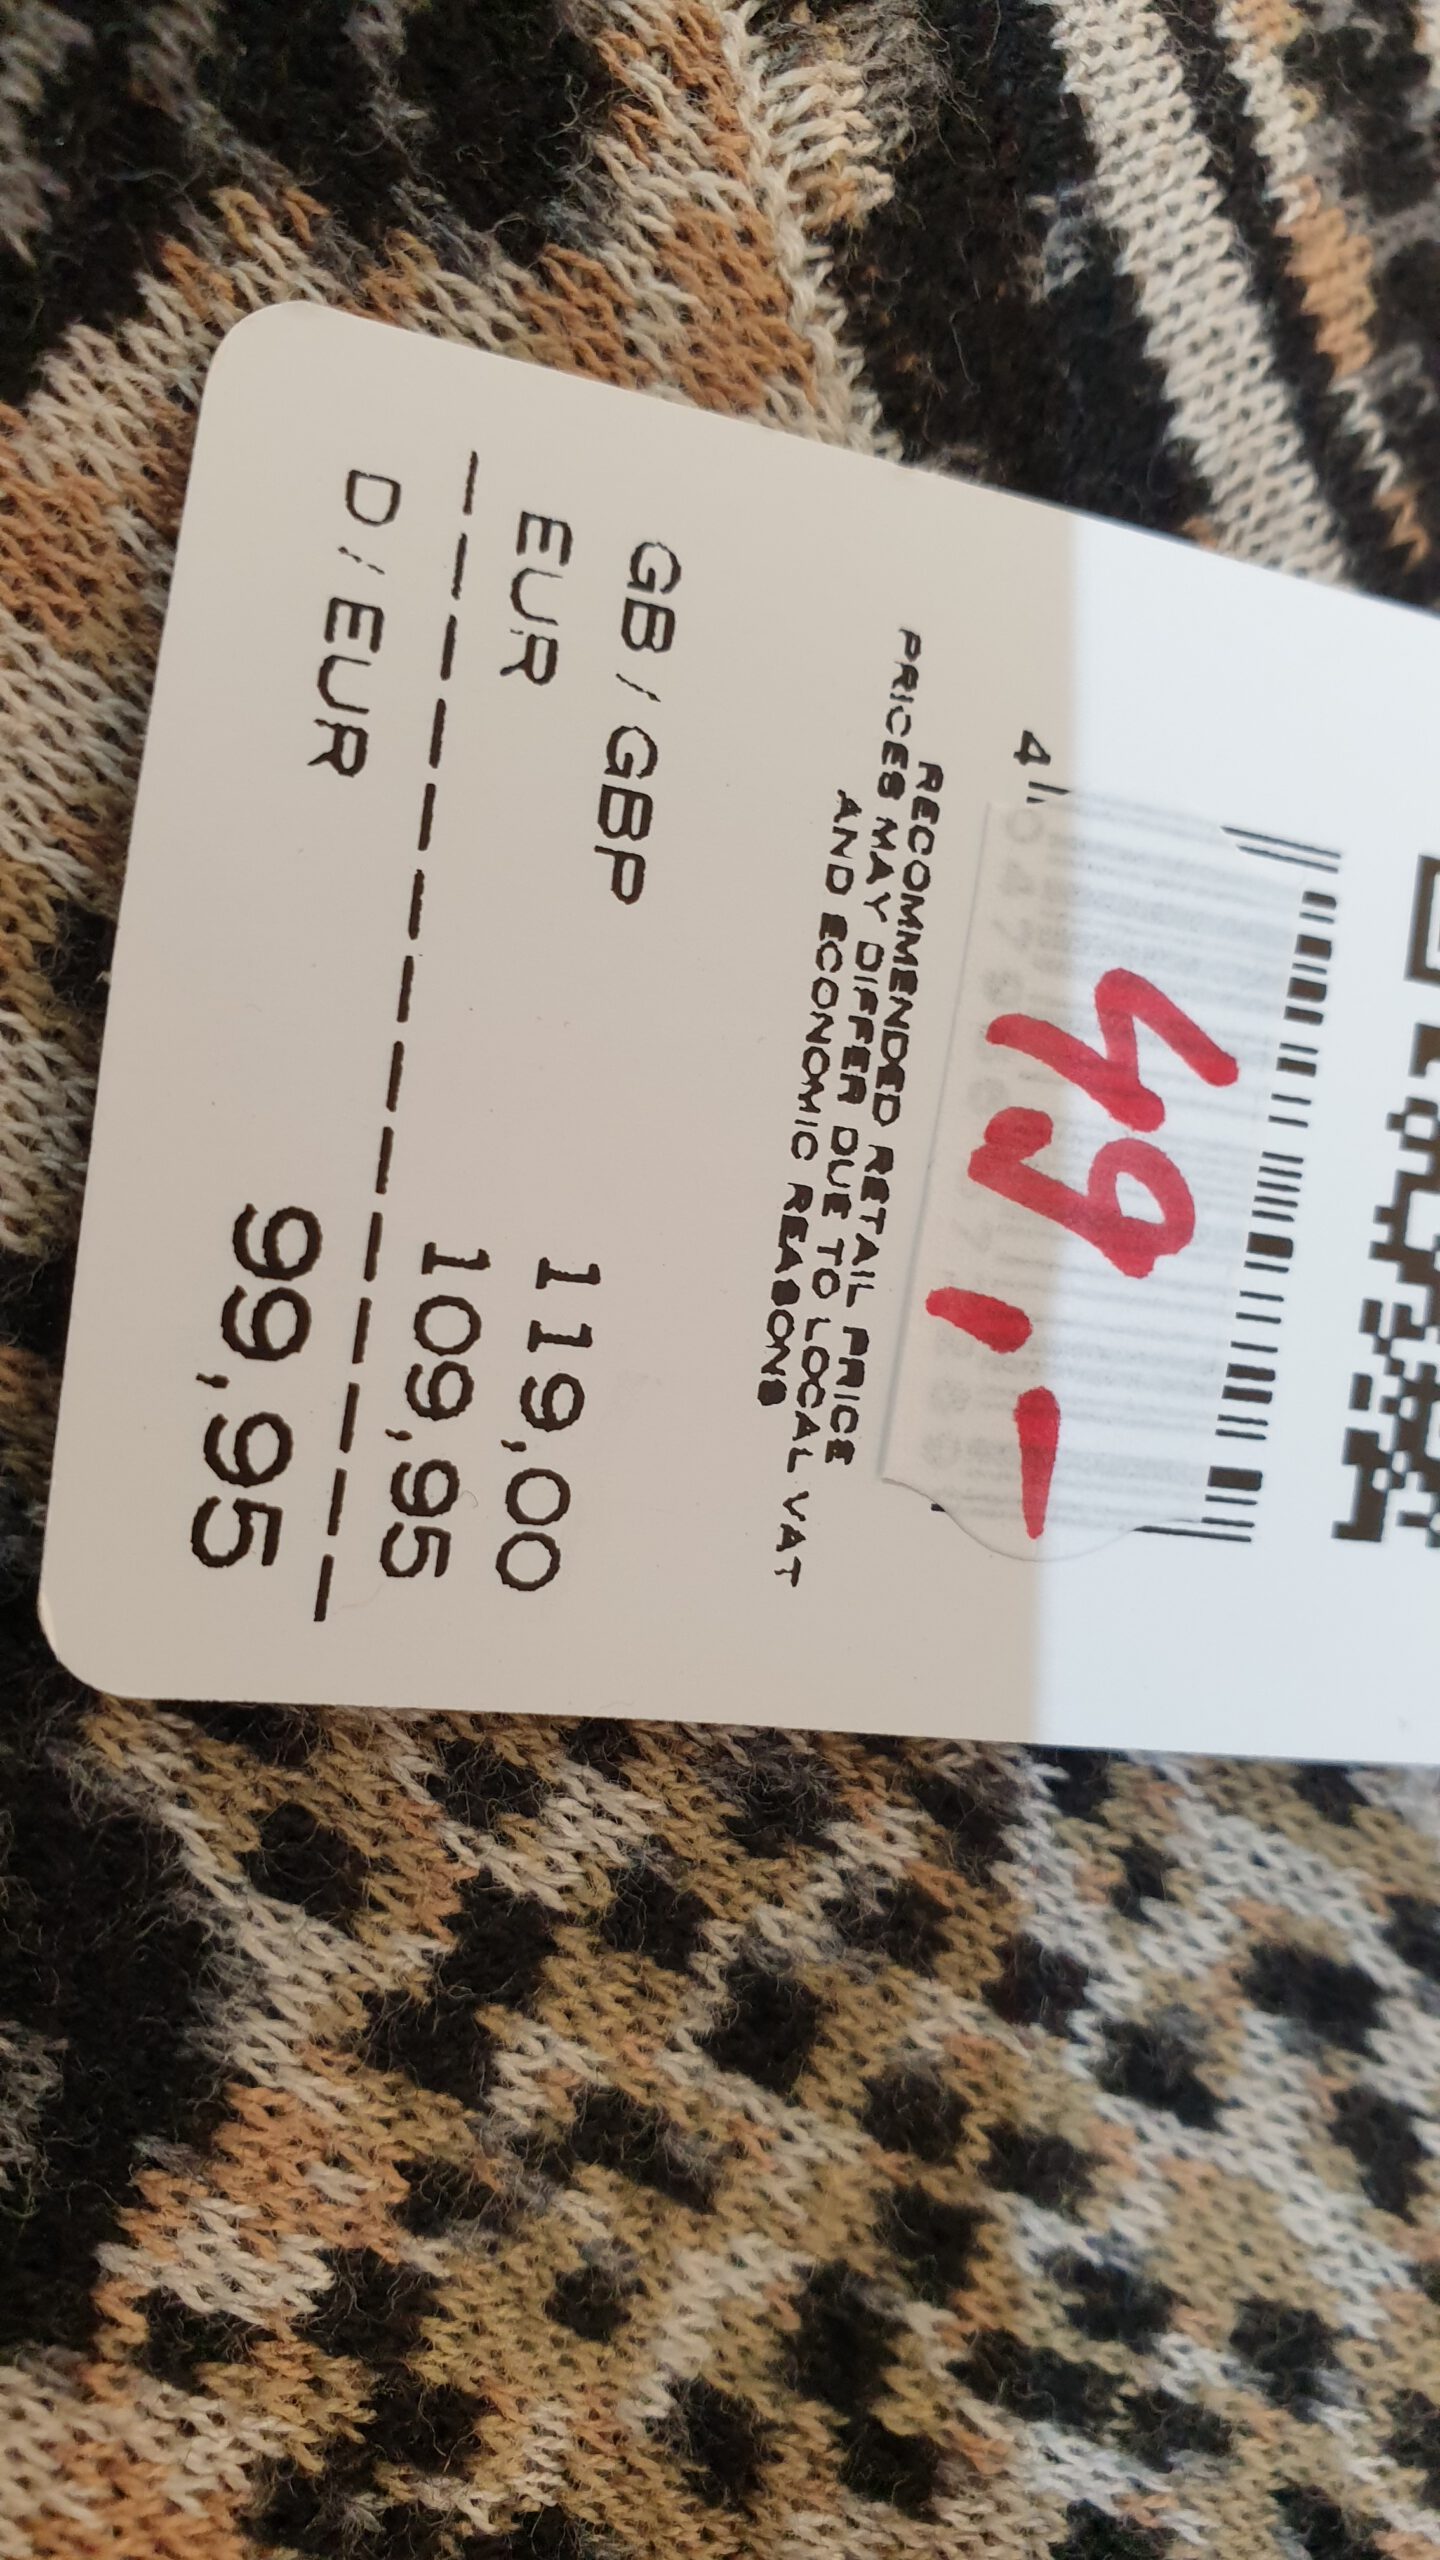 49,-
4
RECOMMENDED RETAIL PRICE
PRICES MAY DIFFER DUE TO LOCAL VAT
AND ECONOMIC REASONS
GB/GBP 119,00
EUR 109,95
D/EUR 99,95